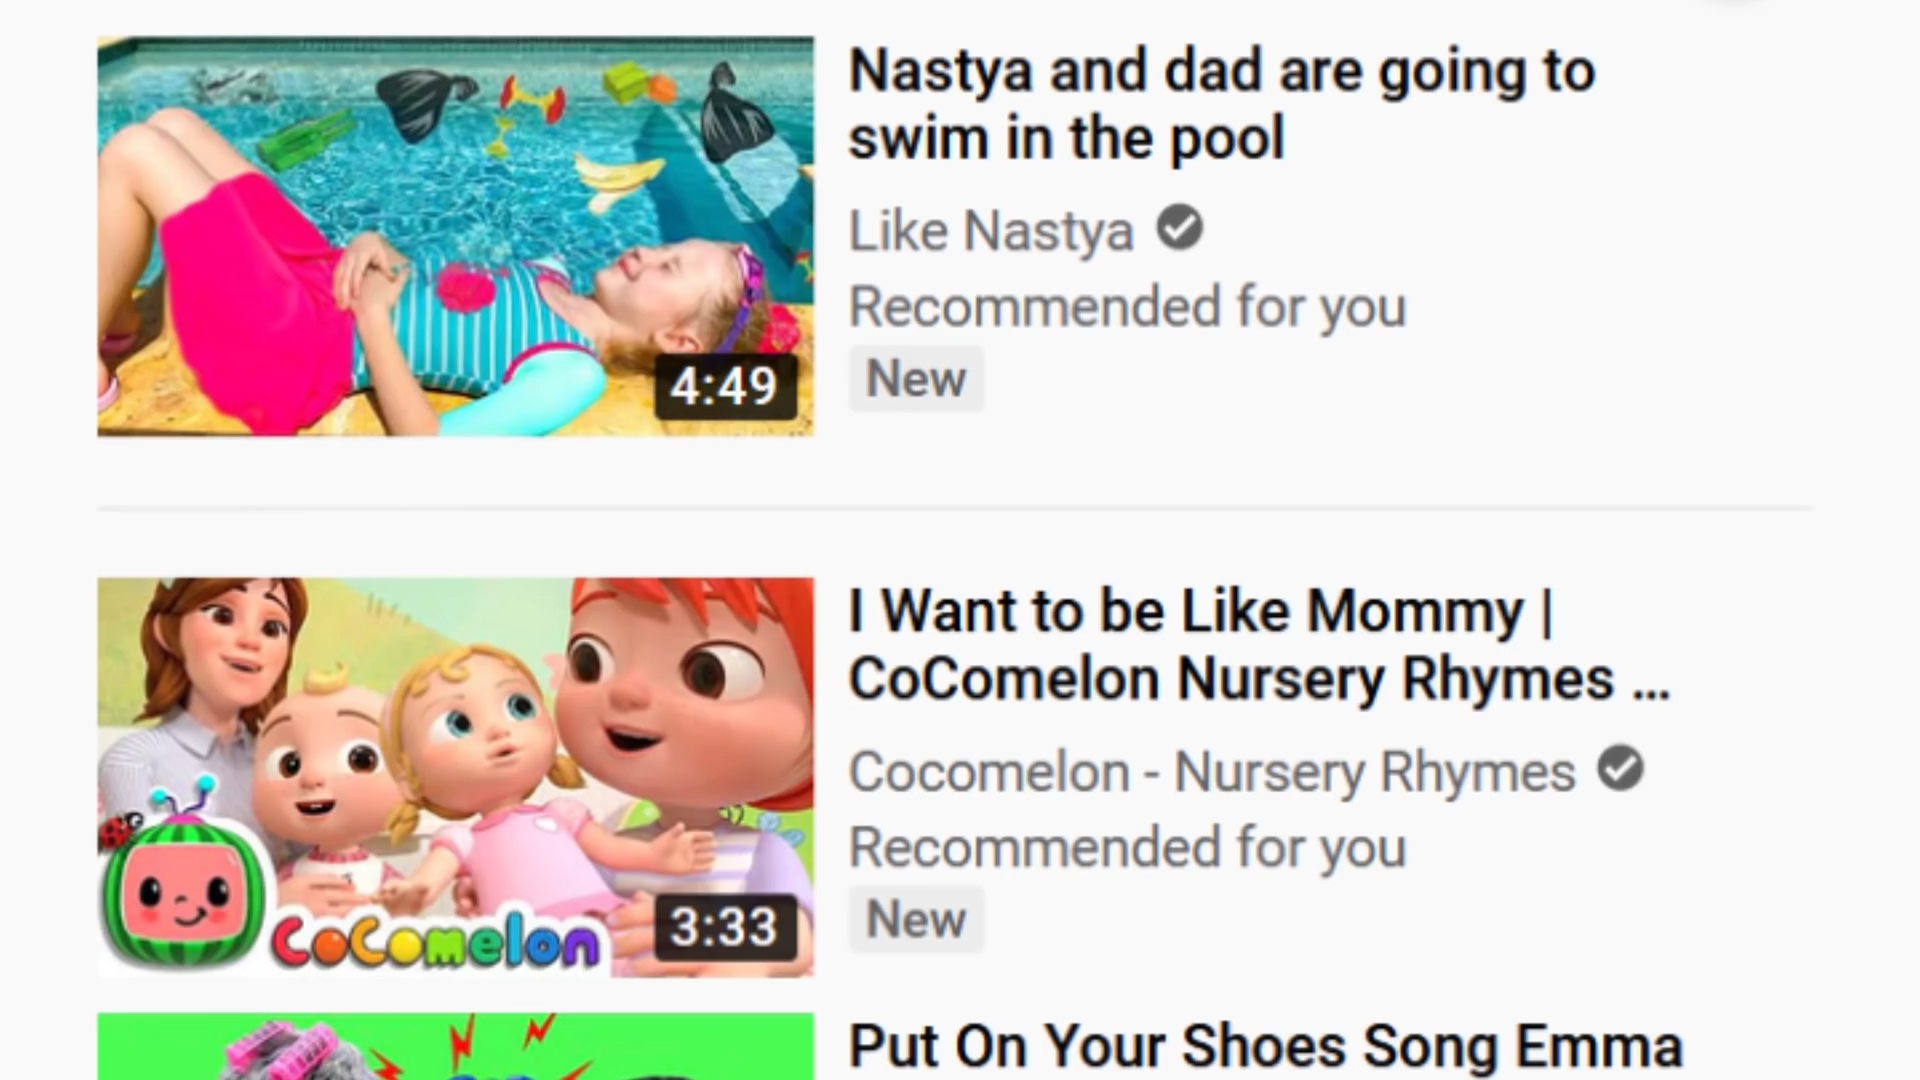 Nastya and dad are going to
swim in the pool
Like Nastya
Recommended for you
New
4:49
I Want to be Like Mommy |
CoComelon Nursery Rhymes ...
Cocomelon - Nursery Rhymes
Recommended for you
New
CoComelon
3:33
Put On Your Shoes Song Emma